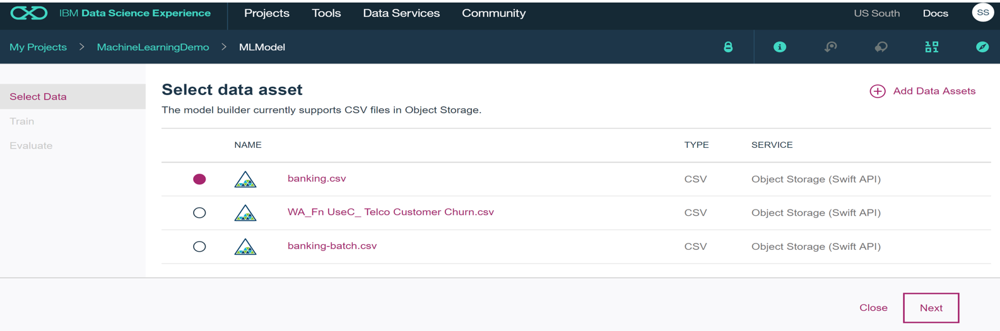 IBM Data Science Experience Projects Tools Data Services Community US South Docs SS
My Projects > MachineLearningDemo > MLModel
Select Data
Train
Evaluate
Select data asset
Add Data Assets
The model builder currently supports CSV files in Object Storage.
NAME TYPE SERVICE
banking.csv CSV Object Storage (Swift API)
WA_Fn UseC_ Telco Customer Churn.csv CSV Object Storage (Swift API)
banking-batch.csv CSV Object Storage (Swift API)
Close Next